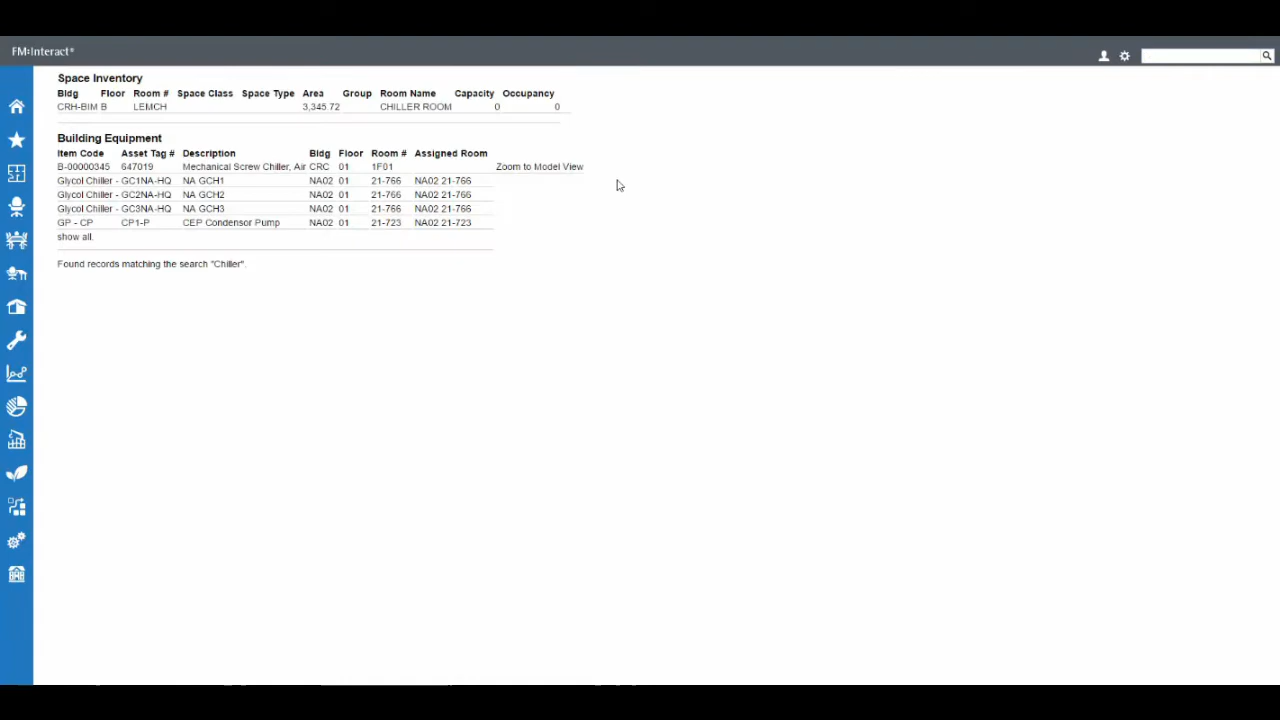 FM:Interact®
Space Inventory
Bldg Floor Room # Space Class Space Type Area Group Room Name Capacity Occupancy
CRH-BIM B LEMCH 3,345.72 CHILLER ROOM 0 0
Building Equipment
Item Code Asset Tag # Description Bldg Floor Room # Assigned Room
B-00000345 647019 Mechanical Screw Chiller, Air CRC 01 1F01 Zoom to Model View
Glycol Chiller - GC1NA-HQ NA GCH1 NA02 01 21-766 NA02 21-766
Glycol Chiller - GC2NA-HQ NA GCH2 NA02 01 21-766 NA02 21-766
Glycol Chiller - GC3NA-HQ NA GCH3 NA02 01 21-766 NA02 21-766
GP - CP CP1-P CEP Condensor Pump NA02 01 21-723 NA02 21-723
show all.
Found records matching the search "Chiller".